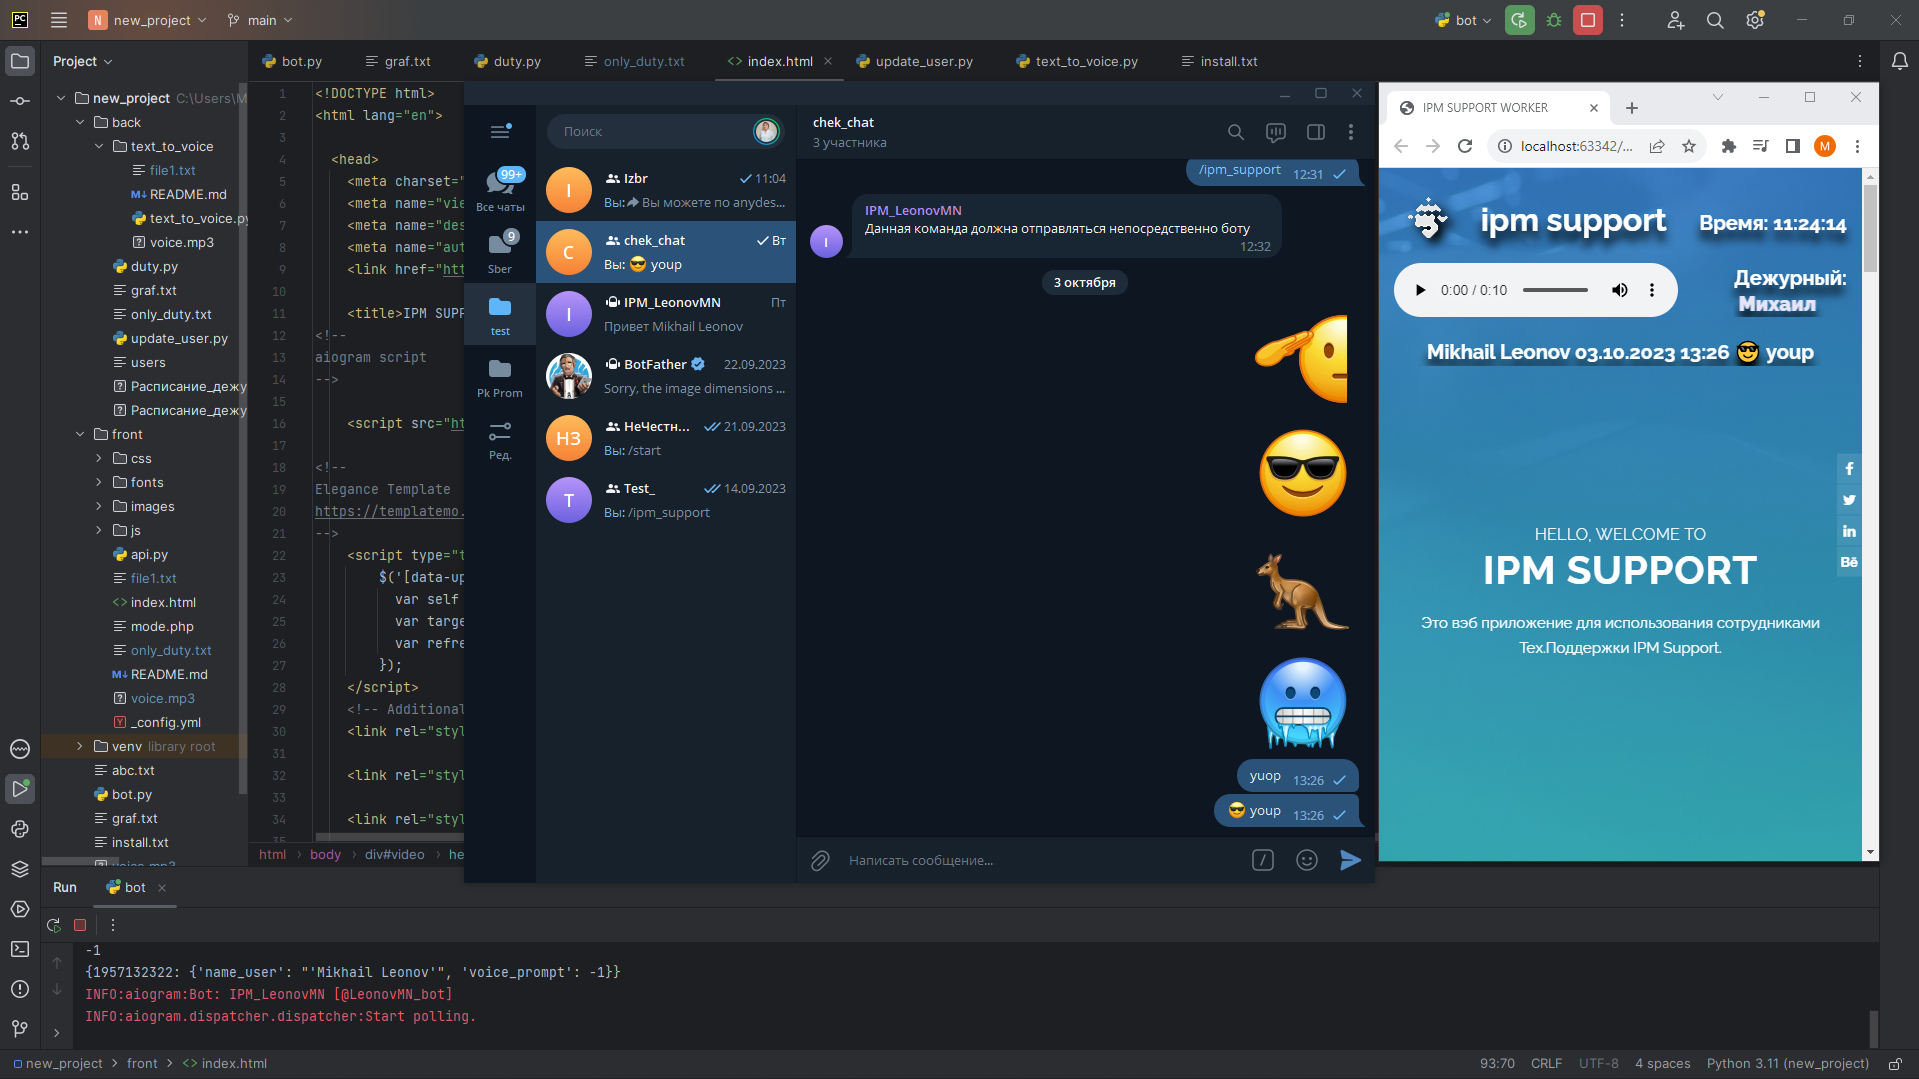 PC
N new_project
main
bot
Project
bot.py
graf.txt
duty.py
only_duty.txt
<> index.html
update_user.py
text_to_voice.py
install.txt
new_project C:\Users\M
back
text_to_voice
file1.txt
M↓ README.md
text_to_voice.py
? voice.mp3
duty.py
graf.txt
only_duty.txt
update_user.py
users
? Расписание_дежу
? Расписание_дежу
front
css
fonts
images
js
api.py
file1.txt
<> index.html
mode.php
only_duty.txt
M↓ README.md
? voice.mp3
Y _config.yml
venv library root
abc.txt
bot.py
graf.txt
install.txt
voice.mp3
1 <!DOCTYPE html>
2 <html lang="en">
3
4 <head>
5 <meta charset="
6 <meta name="vie
7 <meta name="des
8 <meta name="aut
9 <link href="htt
10
11 <title>IPM SUPP
12 <!--
13 aiogram script
14 -->
15
16 <script src="ht
17
18 <!--
19 Elegance Template
20 https://templatemo.
21 -->
22 <script type="t
23 $('[data-up
24 var self
25 var targe
26 var refre
27 });
28 </script>
29 <!-- Additional
30 <link rel="styl
31
32 <link rel="styl
33
34 <link rel="styl
35
html > body > div#video > he
99+
Все чаты
9
Sber
test
Pk Prom
Ред.
Поиск
I Izbr 11:04
Вы: Вы можете по anydes...
C chek_chat Вт
Вы: 😎 youp
I IPM_LeonovMN Пт
Привет Mikhail Leonov
BotFather 22.09.2023
Sorry, the image dimensions ...
НЗ НеЧестн... 21.09.2023
Вы: /start
T Test_ 14.09.2023
Вы: /ipm_support
chek_chat
3 участника
/ipm_support 12:31
IPM_LeonovMN
I Данная команда должна отправляться непосредственно боту
12:32
3 октября
yuop 13:26
😎 youp 13:26
Написать сообщение...
IPM SUPPORT WORKER
localhost:63342/...
M
ipm support
Время: 11:24:14
0:00 / 0:10
Дежурный:
Михаил
Mikhail Leonov 03.10.2023 13:26 😎 youp
HELLO, WELCOME TO
IPM SUPPORT
Это вэб приложение для использования сотрудниками
Тех.Поддержки IPM Support.
Run
bot
-1
{1957132322: {'name_user': "'Mikhail Leonov'", 'voice_prompt': -1}}
INFO:aiogram:Bot: IPM_LeonovMN [@LeonovMN_bot]
INFO:aiogram.dispatcher.dispatcher:Start polling.
new_project > front > <> index.html
93:70 CRLF UTF-8 4 spaces Python 3.11 (new_project)